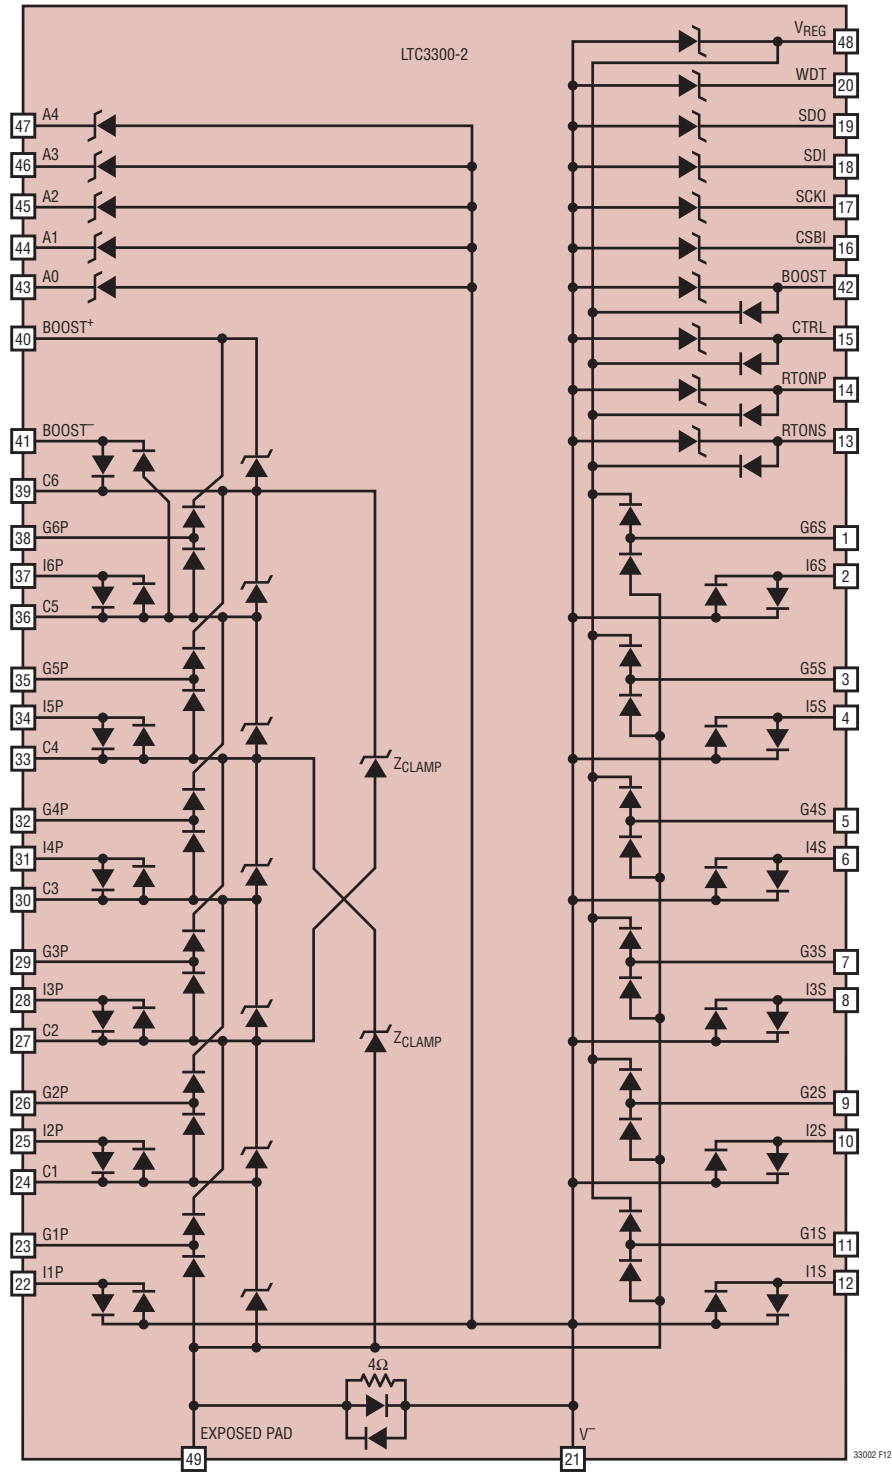 LTC3300-2
VREG 48
WDT 20
47 A4
SDO 19
46 A3
SDI 18
45 A2
SCKI 17
44 A1
CSBI 16
43 A0
BOOST 42
40 BOOST+
CTRL 15
RTONP 14
41 BOOST–
RTONS 13
39 C6
38 G6P
G6S 1
37 I6P
I6S 2
36 C5
35 G5P
G5S 3
34 I5P
I5S 4
33 C4
ZCLAMP
32 G4P
G4S 5
31 I4P
I4S 6
30 C3
29 G3P
G3S 7
28 I3P
I3S 8
27 C2
ZCLAMP
26 G2P
G2S 9
25 I2P
I2S 10
24 C1
23 G1P
G1S 11
22 I1P
I1S 12
4Ω
EXPOSED PAD
V–
49
21
33002 F12